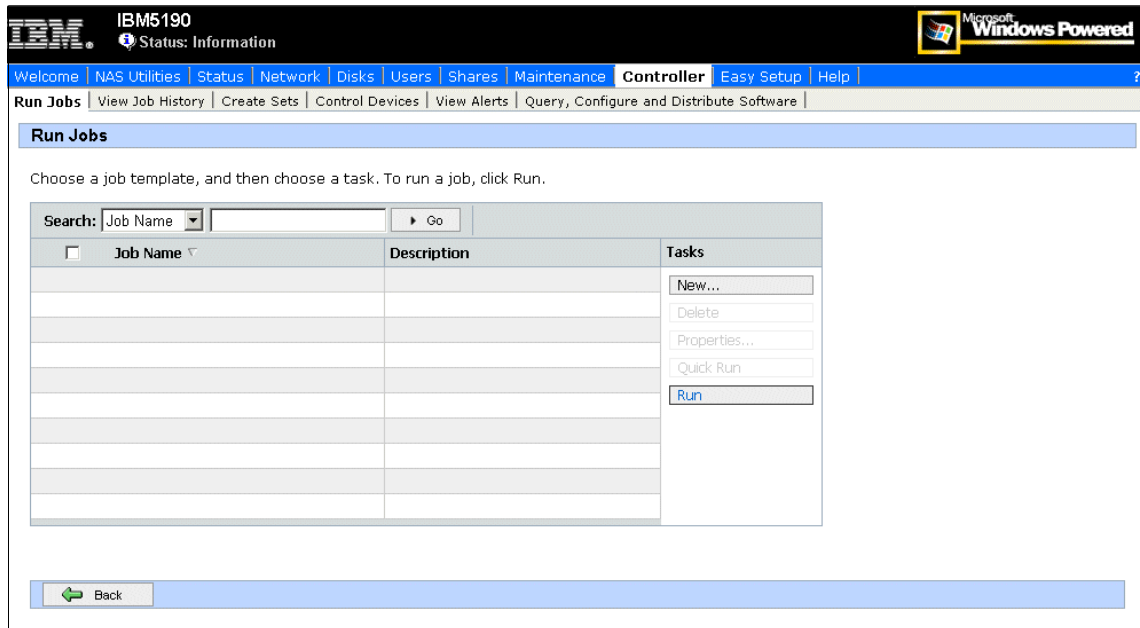 IBM.
IBM5190
Status: Information
Microsoft
Windows Powered
Welcome | NAS Utilities | Status | Network | Disks | Users | Shares | Maintenance | Controller | Easy Setup | Help | ?
Run Jobs | View Job History | Create Sets | Control Devices | View Alerts | Query, Configure and Distribute Software |
Run Jobs
Choose a job template, and then choose a task. To run a job, click Run.
Search: Job Name Go
Job Name Description Tasks
New...
Delete
Properties...
Quick Run
Run
Back